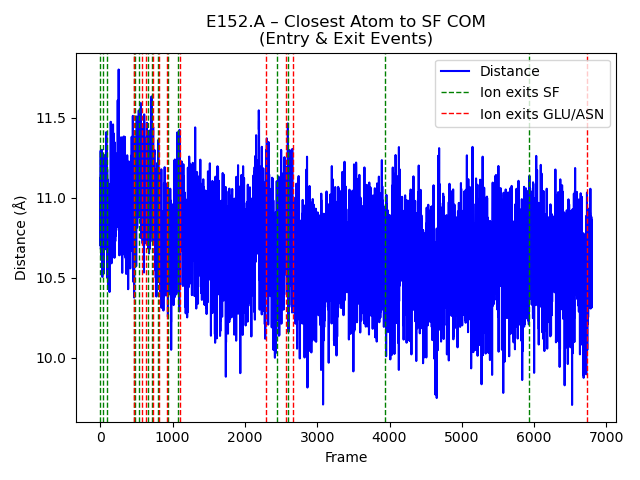 E152.A – Closest Atom to SF COM
(Entry & Exit Events)
Distance
Ion exits SF
Ion exits GLU/ASN
Distance (Å)
11.5
11.0
10.5
10.0
0 1000 2000 3000 4000 5000 6000 7000
Frame